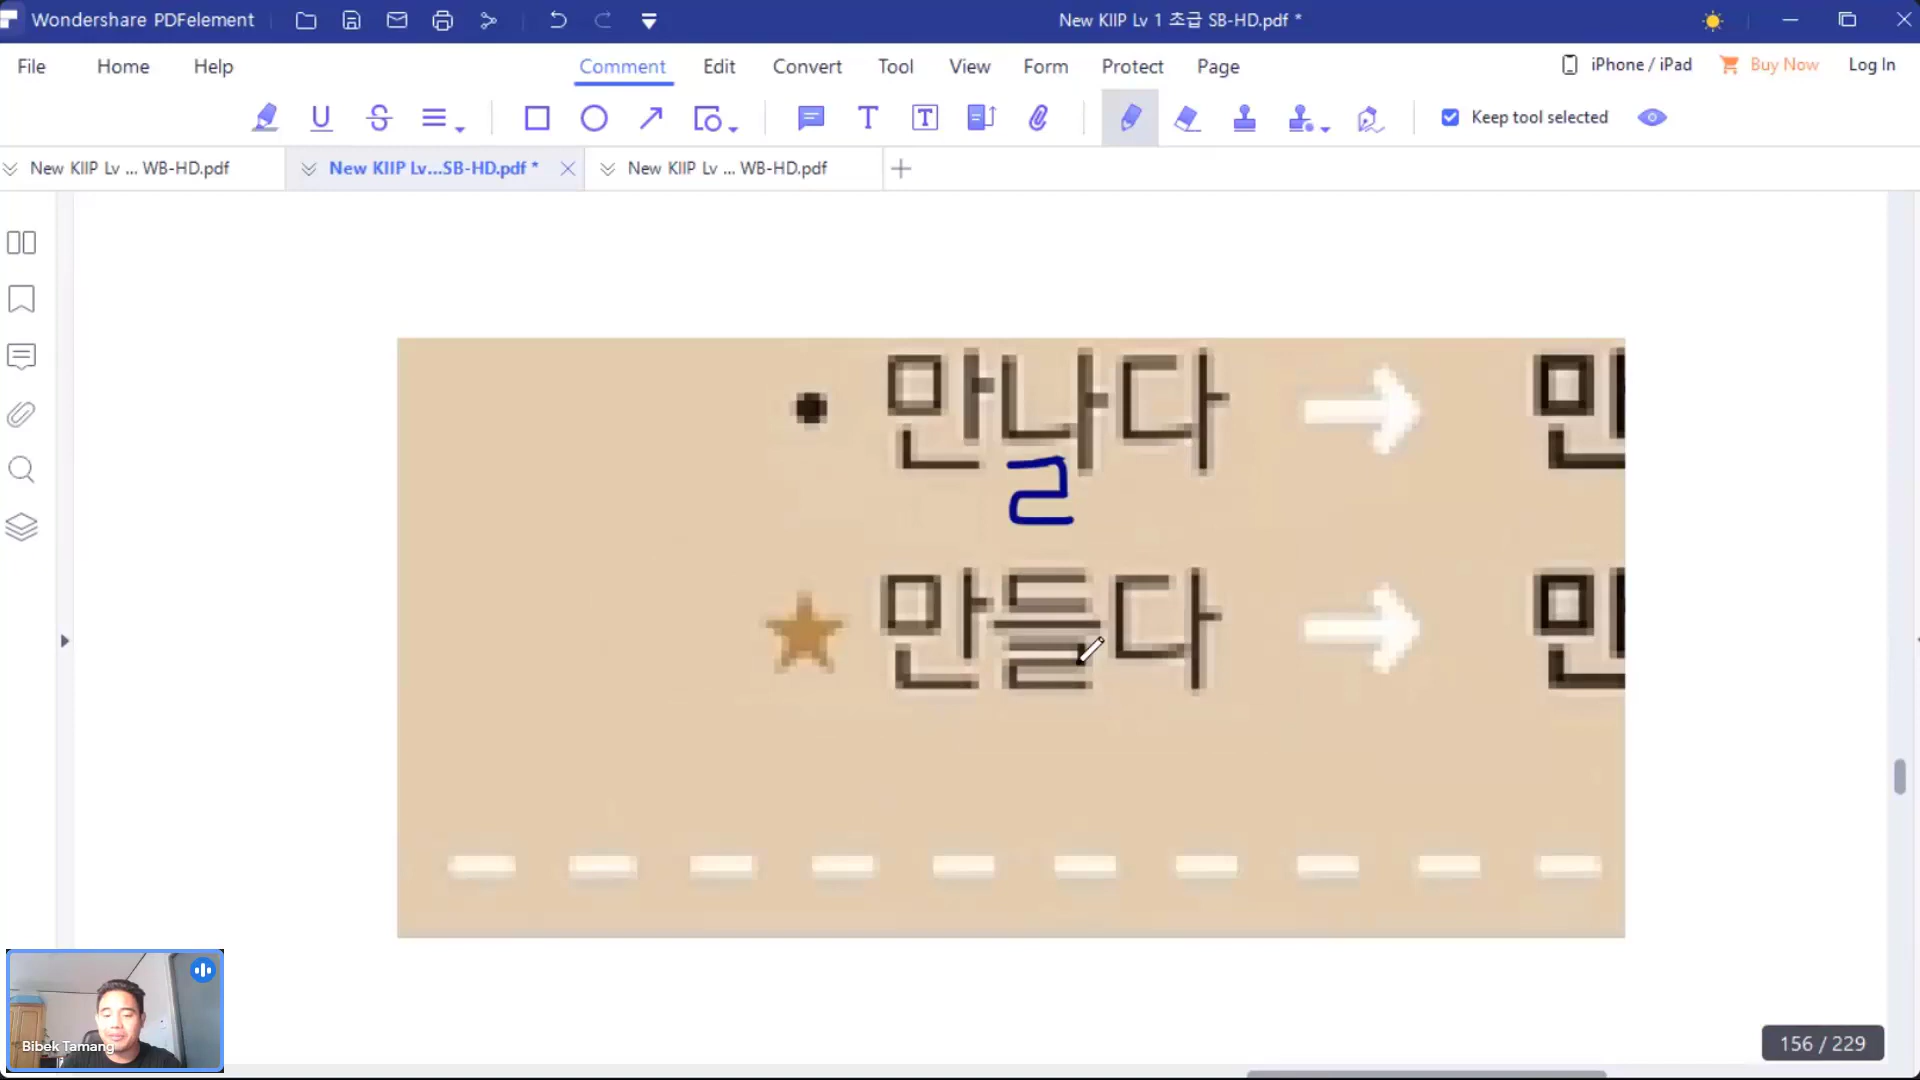 Wondershare PDFelement
New KIIP Lv 1 초급 SB-HD.pdf *
File Home Help Comment Edit Convert Tool View Form Protect Page iPhone / iPad Buy Now Log In
Keep tool selected
New KIIP Lv ... WB-HD.pdf New KIIP Lv...SB-HD.pdf * New KIIP Lv ... WB-HD.pdf
• 만나다 →
ㄹ
★ 만들다 →
Bibek Tamang
156 / 229